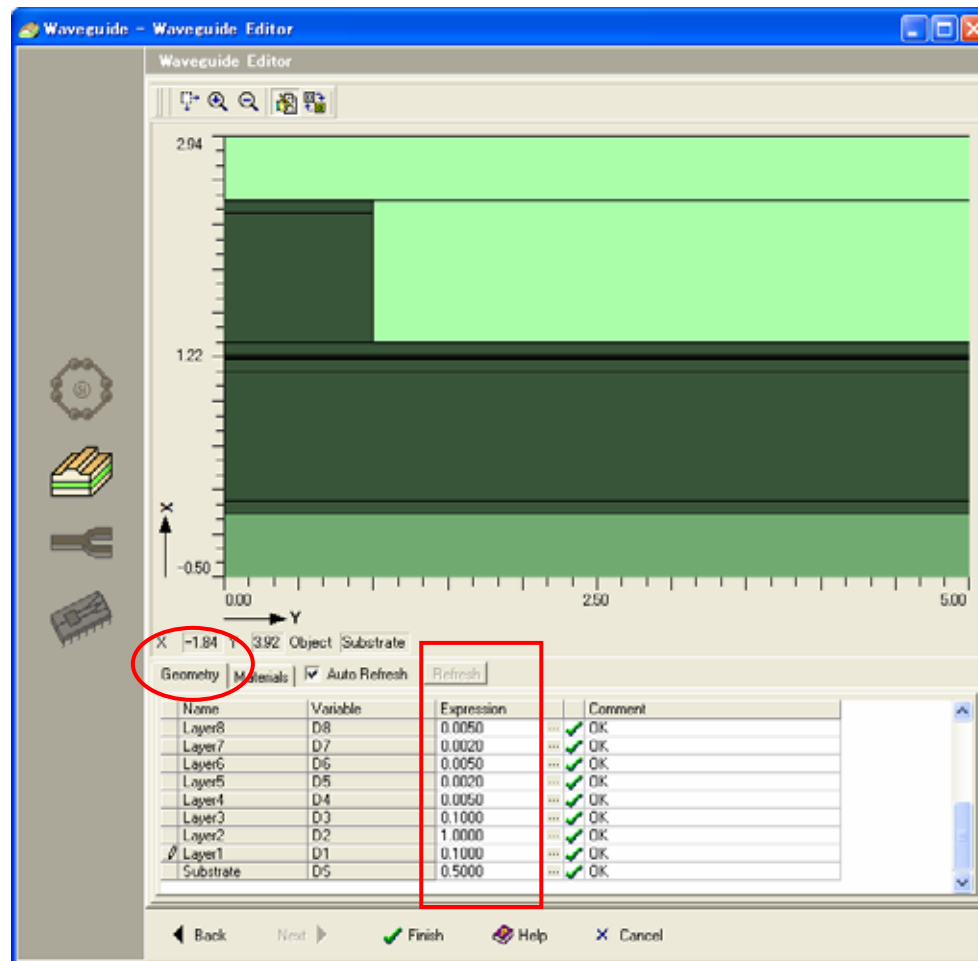 Waveguide - Waveguide Editor
Waveguide Editor
2.94
1.22
X
-0.50
0.00 2.50 5.00
Y
X -1.84 Y 3.92 Object Substrate
Geometry Materials Auto Refresh Refresh
Name Variable Expression Comment
Layer8 D8 0.0050 ... OK
Layer7 D7 0.0020 ... OK
Layer6 D6 0.0050 ... OK
Layer5 D5 0.0020 ... OK
Layer4 D4 0.0050 ... OK
Layer3 D3 0.1000 ... OK
Layer2 D2 1.0000 ... OK
Layer1 D1 0.1000 ... OK
Substrate DS 0.5000 ... OK
Back Next Finish Help Cancel